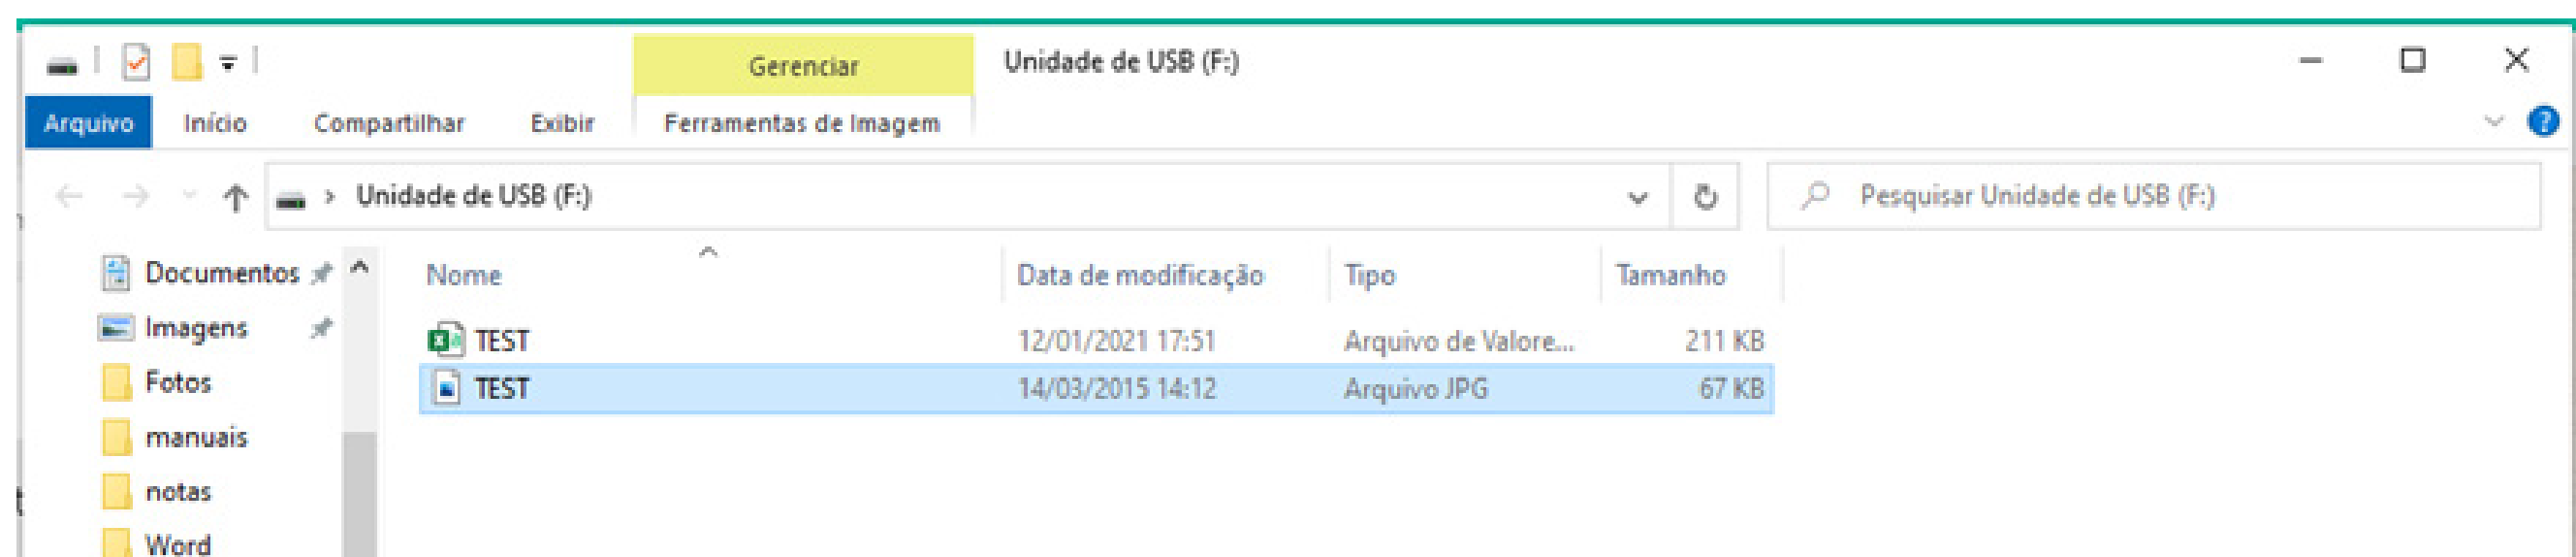 Gerenciar
Unidade de USB (F:)
Arquivo
Início
Compartilhar
Exibir
Ferramentas de Imagem
?
Unidade de USB (F:)
Pesquisar Unidade de USB (F:)
Documentos
Imagens
Fotos
manuais
notas
Word
Nome
Data de modificação
Tipo
Tamanho
TEST 12/01/2021 17:51 Arquivo de Valore... 211 KB
TEST 14/03/2015 14:12 Arquivo JPG 67 KB